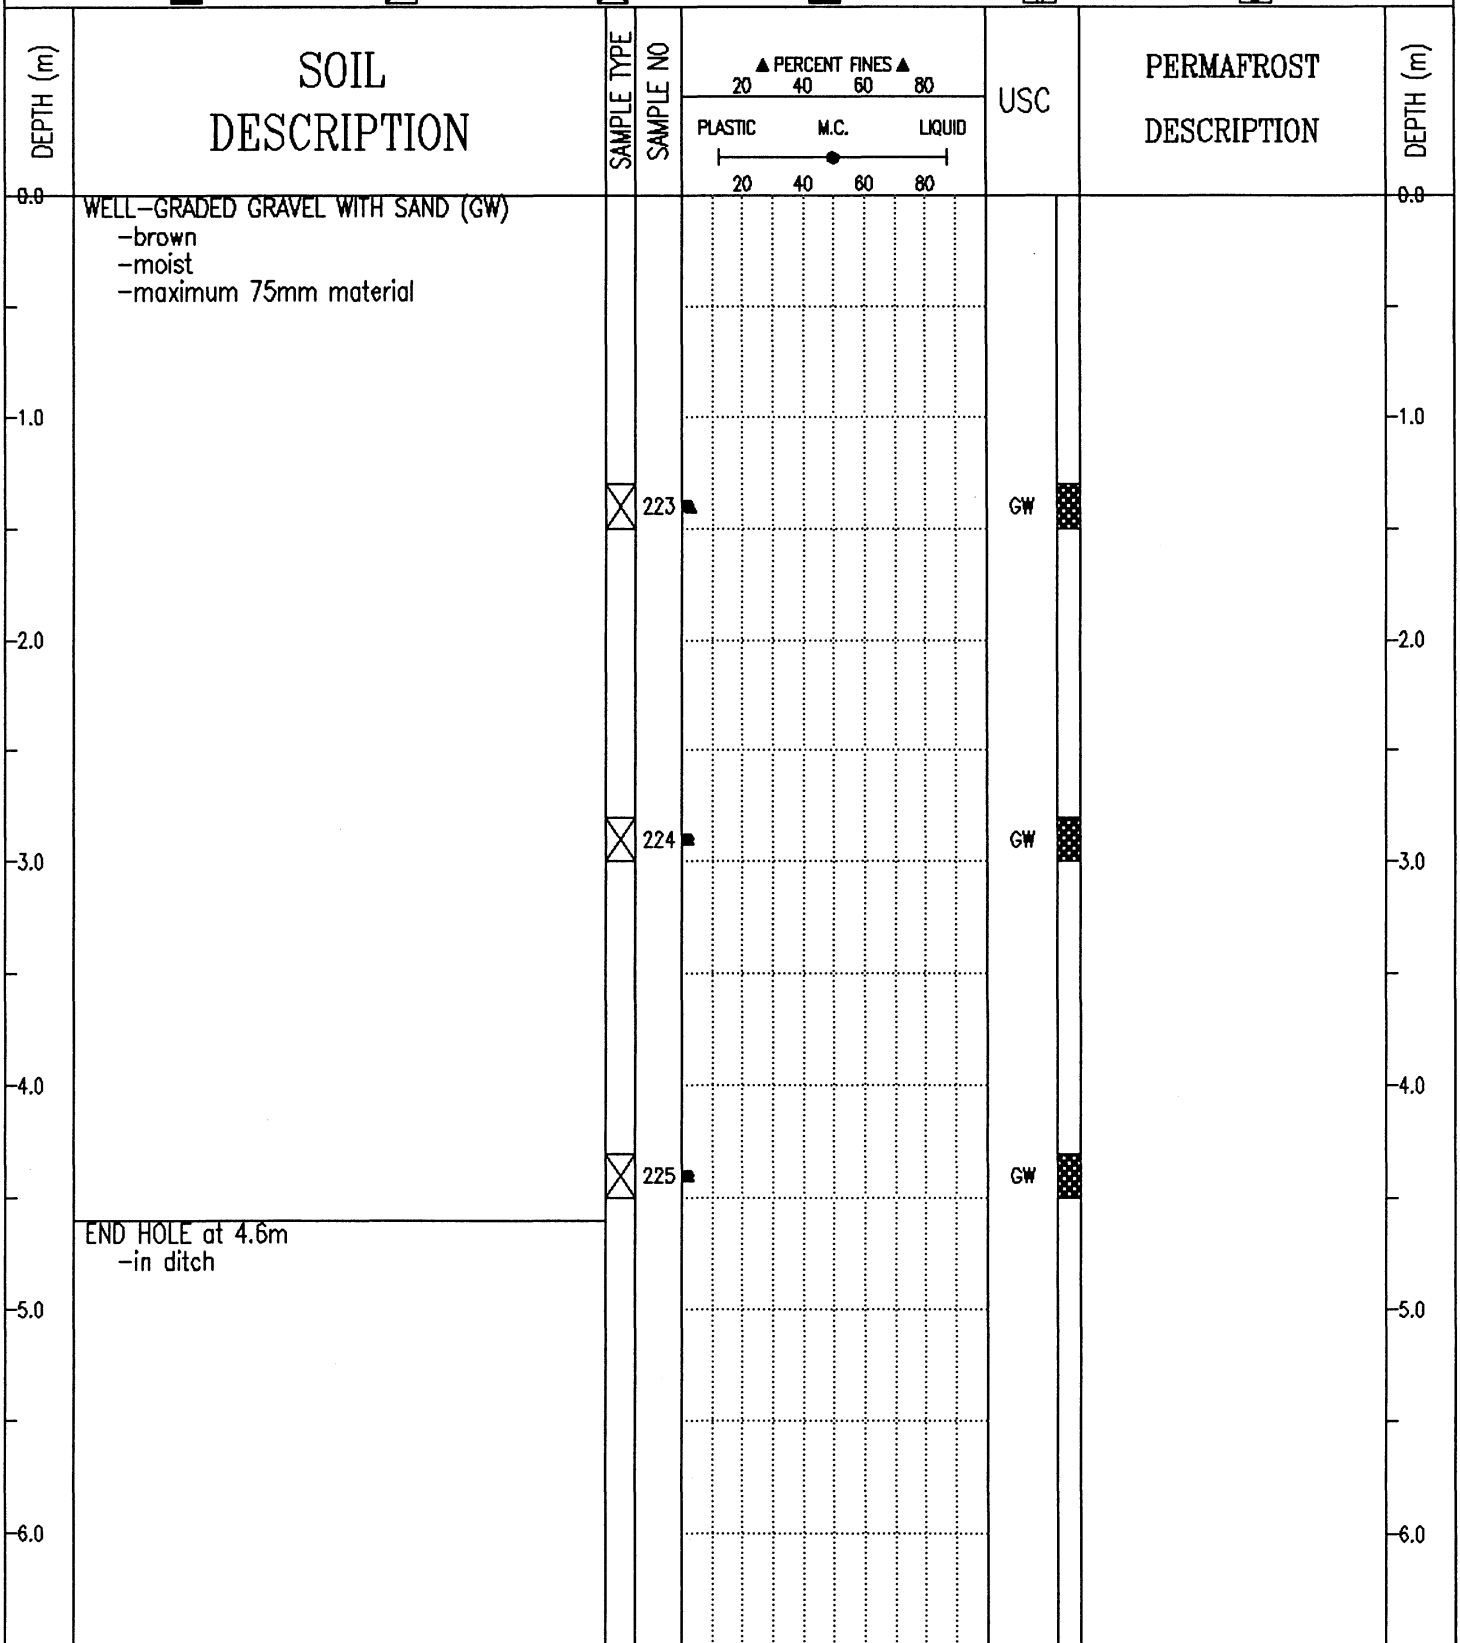 DEPTH (m)
SOIL
DESCRIPTION
SAMPLE TYPE
SAMPLE NO
▲ PERCENT FINES ▲
20 40 60 80
PLASTIC M.C. LIQUID
20 40 60 80
USC
PERMAFROST
DESCRIPTION
DEPTH (m)
0.0 0.0
WELL-GRADED GRAVEL WITH SAND (GW)
-brown
-moist
-maximum 75mm material
1.0 1.0
223 GW
2.0 2.0
224 GW
3.0 3.0
4.0 4.0
225 GW
END HOLE at 4.6m
-in ditch
5.0 5.0
6.0 6.0